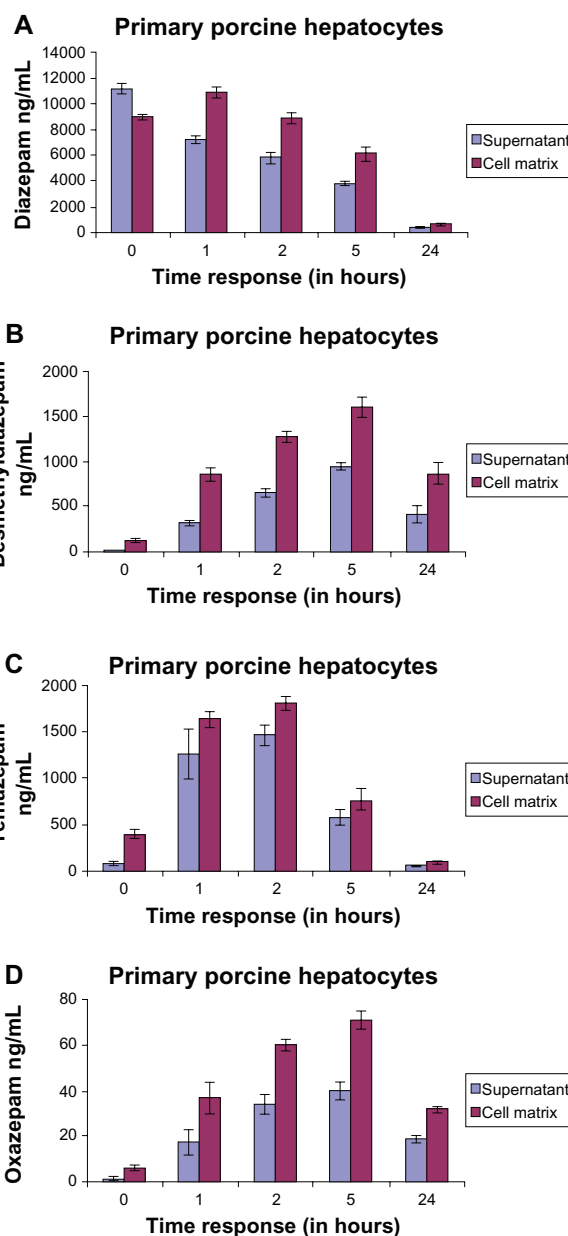 A Primary porcine hepatocytes
14000
12000
10000
8000
6000
4000
2000
0
Diazepam ng/mL
0 1 2 5 24
Time response (in hours)
Supernatant
Cell matrix
B Primary porcine hepatocytes
2000
1500
1000
500
0
Desmethyldiazepam
ng/mL
0 1 2 5 24
Time response (in hours)
Supernatant
Cell matrix
C Primary porcine hepatocytes
2000
1500
1000
500
0
Temazepam
ng/mL
0 1 2 5 24
Time response (in hours)
Supernatant
Cell matrix
D Primary porcine hepatocytes
80
60
40
20
0
Oxazepam ng/mL
0 1 2 5 24
Time response (in hours)
Supernatant
Cell matrix